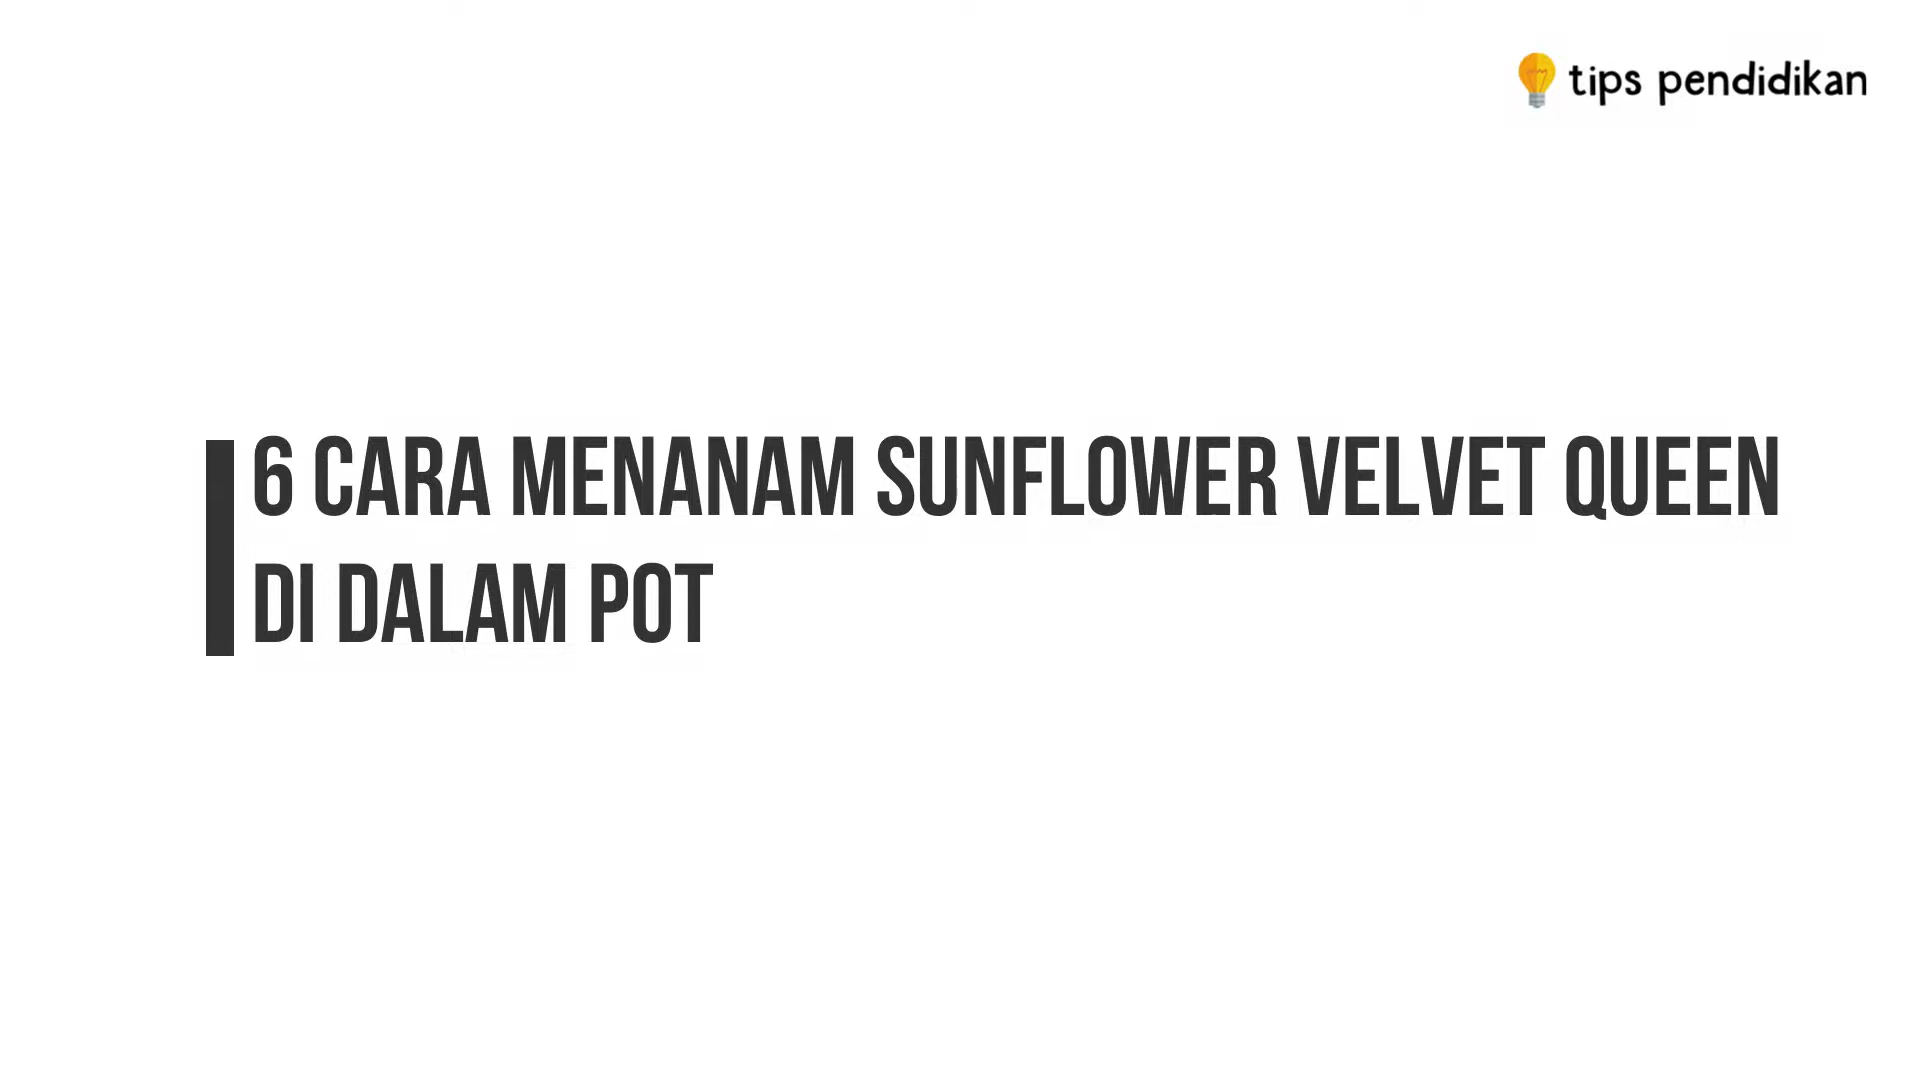 tips pendidikan
6 CARA MENANAM SUNFLOWER VELVET QUEEN
DI DALAM POT